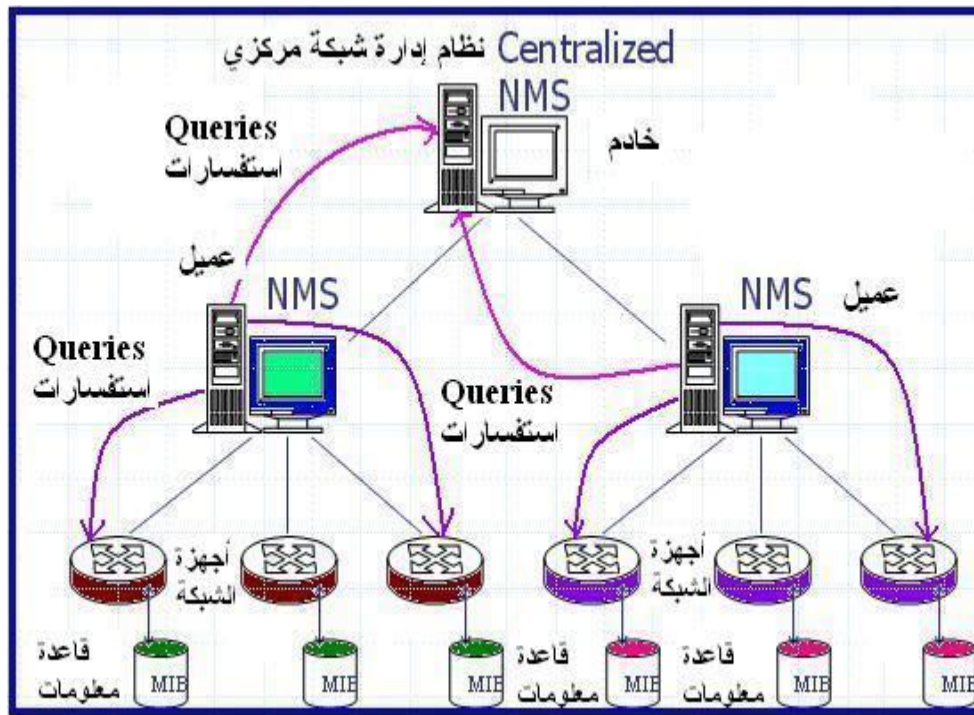 نظام إدارة شبكة مركزي Centralized
NMS
خادم
Queries
استفسارات
عميل
NMS
NMS
عميل
Queries
استفسارات
Queries
استفسارات
أجهزة
الشبكة
أجهزة
الشبكة
قاعدة
معلومات
MIB
MIB
MIB
قاعدة
معلومات
MIB
قاعدة
معلومات
MIB
MIB